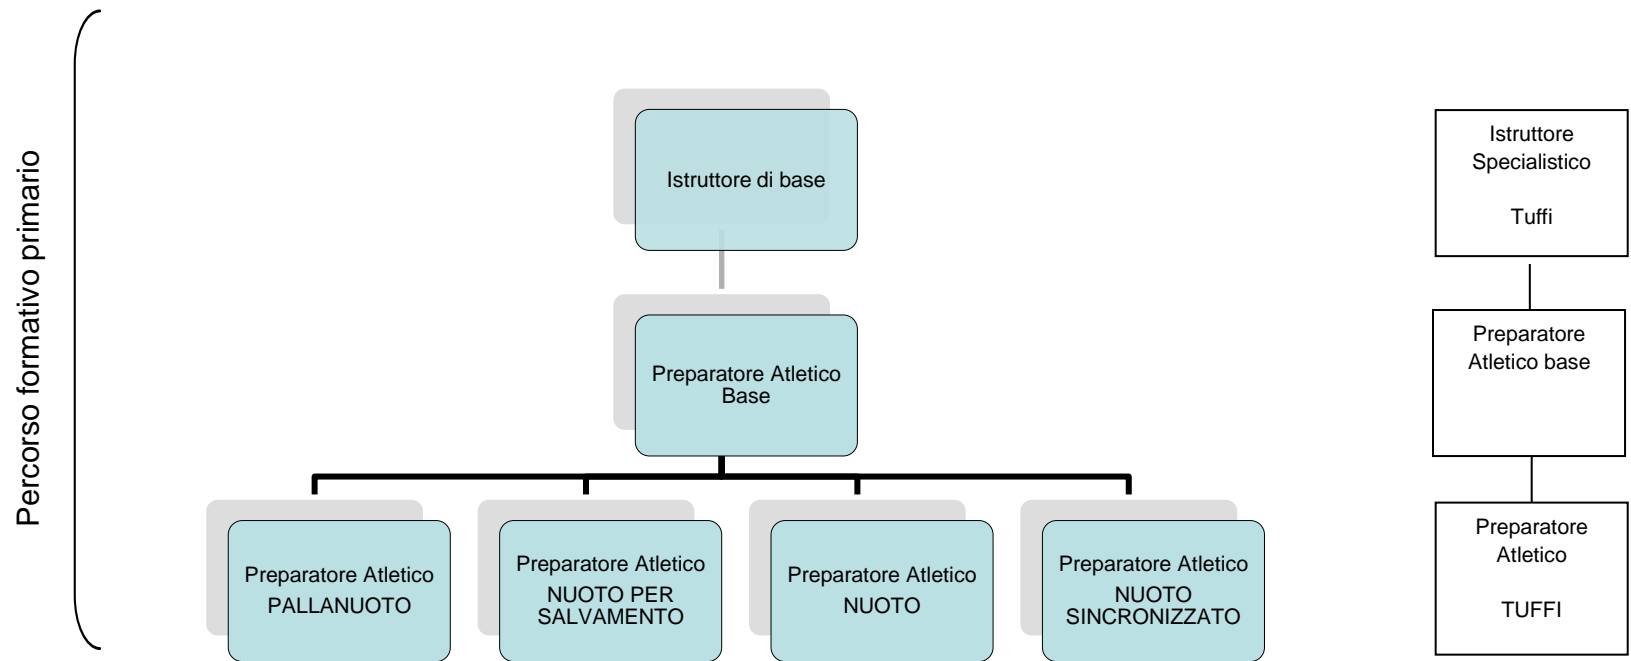 Percorso formativo primario
Istruttore di base
Preparatore Atletico
Base
Preparatore Atletico
PALLANUOTO
Preparatore Atletico
NUOTO PER
SALVAMENTO
Preparatore Atletico
NUOTO
Preparatore Atletico
NUOTO
SINCRONIZZATO
Istruttore
Specialistico
Tuffi
Preparatore
Atletico base
Preparatore
Atletico
TUFFI